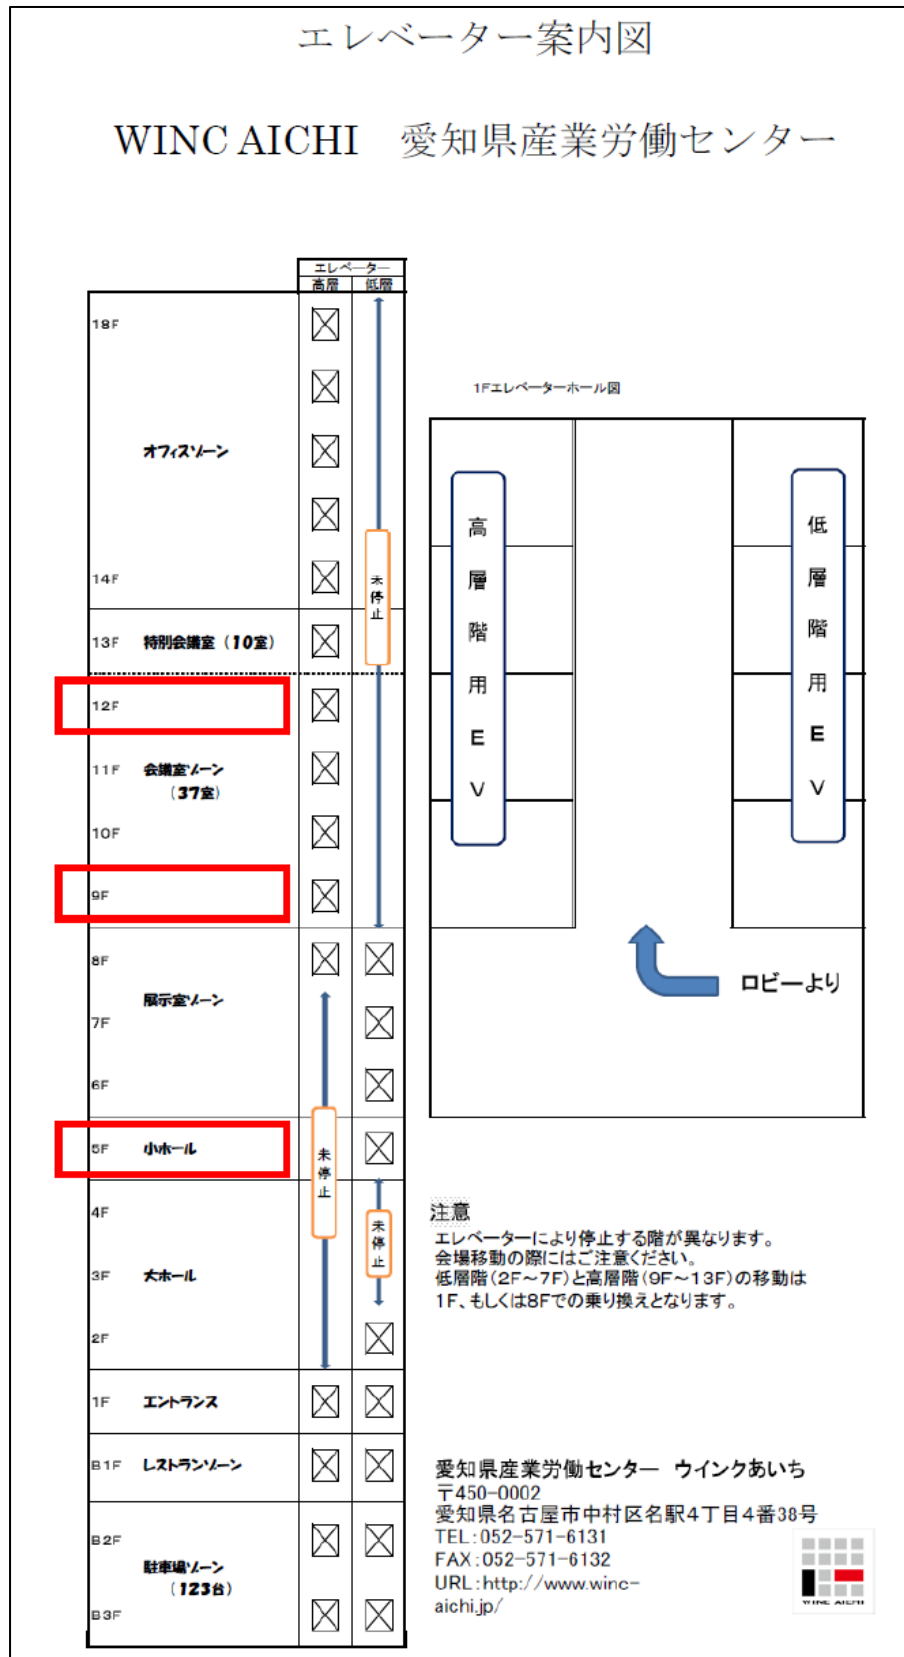 エレベーター案内図
WINC AICHI　愛知県産業労働センター
エレベーター
高層 低層
18F
オフィスゾーン
14F
未停止
13F 特別会議室（10室）
12F
11F 会議室ゾーン
（37室）
10F
9F
8F
展示室ゾーン
7F
6F
5F 小ホール
未停止
4F
未停止
3F 大ホール
2F
1F エントランス
B1F レストランゾーン
B2F
駐車場ゾーン
（123台）
B3F
1Fエレベーターホール図
高層階用EV
低層階用EV
ロビーより
注意
エレベーターにより停止する階が異なります。
会場移動の際にはご注意ください。
低層階(2F～7F)と高層階(9F～13F)の移動は
1F、もしくは8Fでの乗り換えとなります。
愛知県産業労働センター　ウインクあいち
〒450-0002
愛知県名古屋市中村区名駅4丁目4番38号
TEL:052-571-6131
FAX:052-571-6132
URL:http://www.winc-
aichi.jp/
WINC AICHI